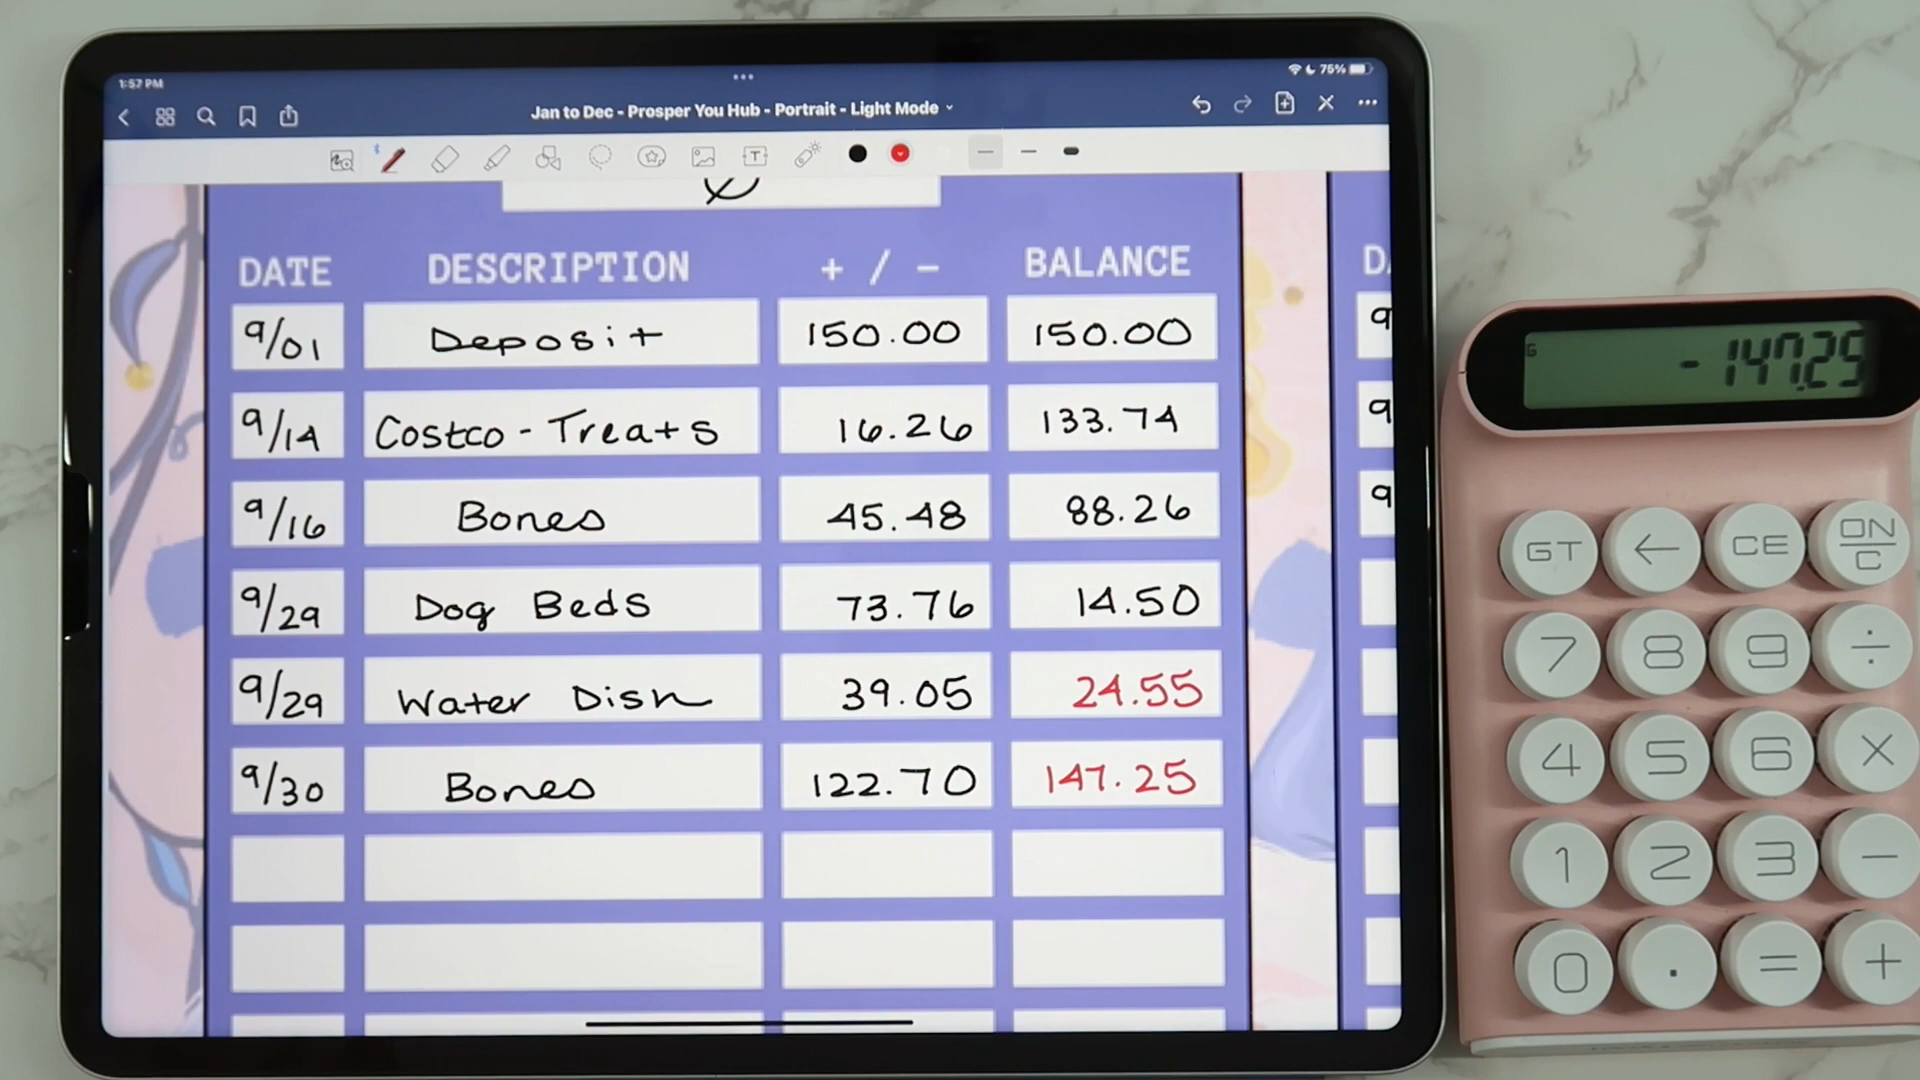 1:57 PM
75%
Jan to Dec - Prosper You Hub - Portrait - Light Mode
T
DATE DESCRIPTION + / - BALANCE D
9/01 Deposit 150.00 150.00 9
9/14 Costco - Treats 16.26 133.74 9
9/16 Bones 45.48 88.26 9
9/29 Dog Beds 73.76 14.50
9/29 Water Dish 39.05 24.55
9/30 Bones 122.70 147.25
G
-147.25
GT ← CE ON/C
7 8 9 ÷
4 5 6 ×
1 2 3 −
0 . = +